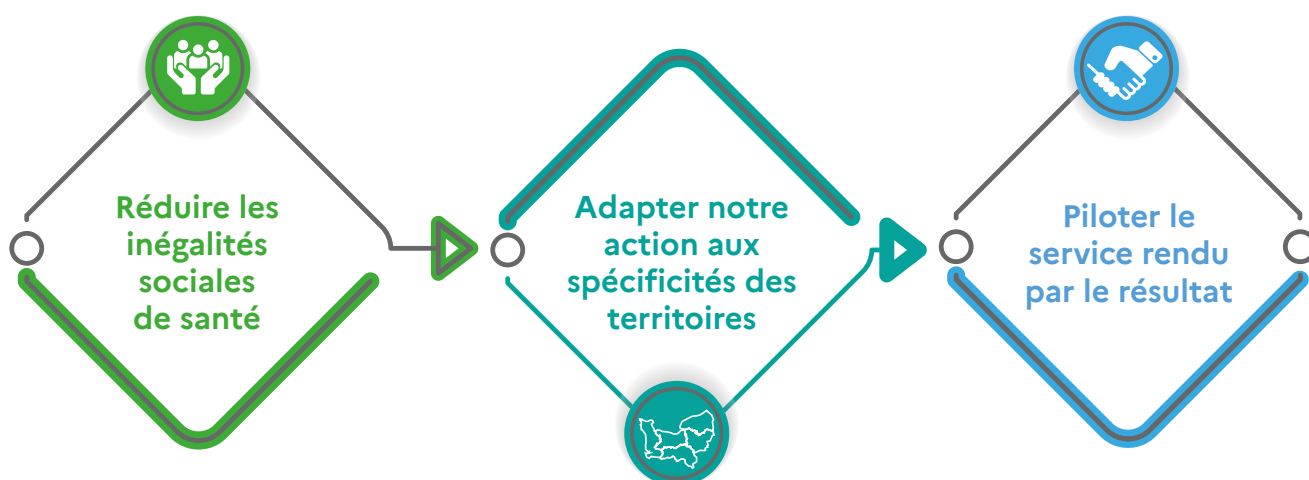 Réduire les
inégalités
sociales
de santé
Adapter notre
action aux
spécificités des
territoires
Piloter le
service rendu
par le résultat